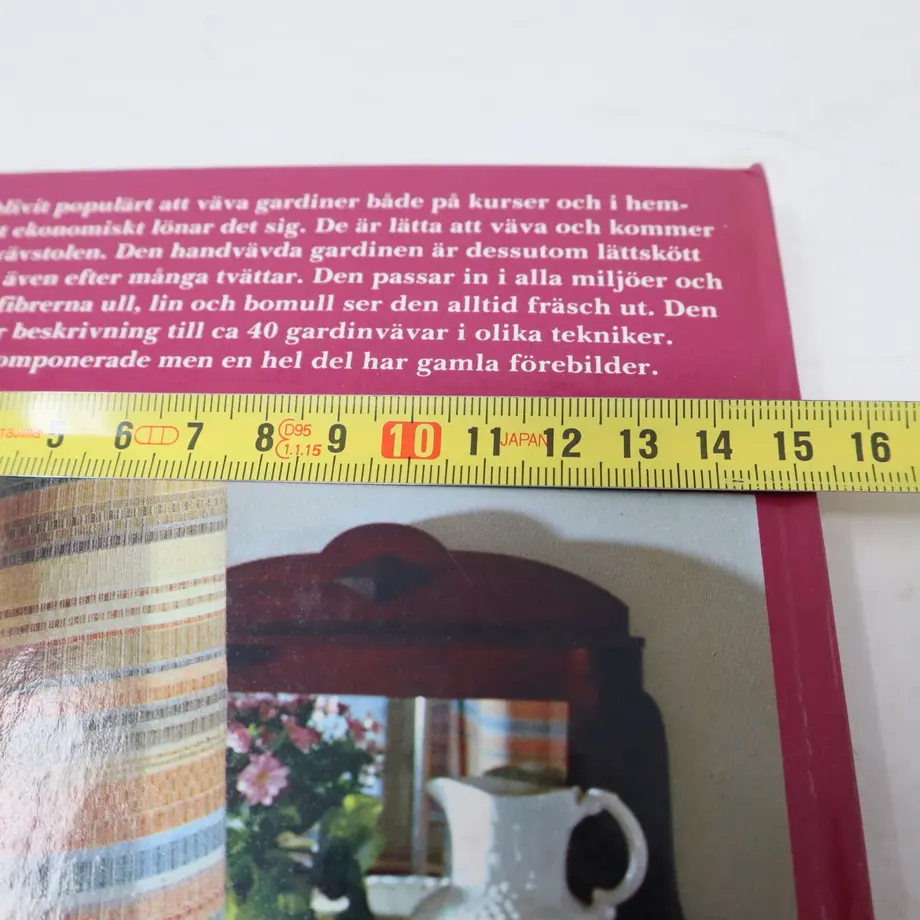 blivit populärt att väva gardiner både på kurser och i hem-
t ekonomiskt lönar det sig. De är lätta att väva och kommer
vävstolen. Den handvävda gardinen är dessutom lättskött
även efter många tvättar. Den passar in i alla miljöer och
fibrerna ull, lin och bomull ser den alltid fräsch ut. Den
r beskrivning till ca 40 gardinvävar i olika tekniker.
omponerade men en hel del har gamla förebilder.
5 6 7 8 D95 9 10 11 JAPAN 12 13 14 15 16
1.1.15